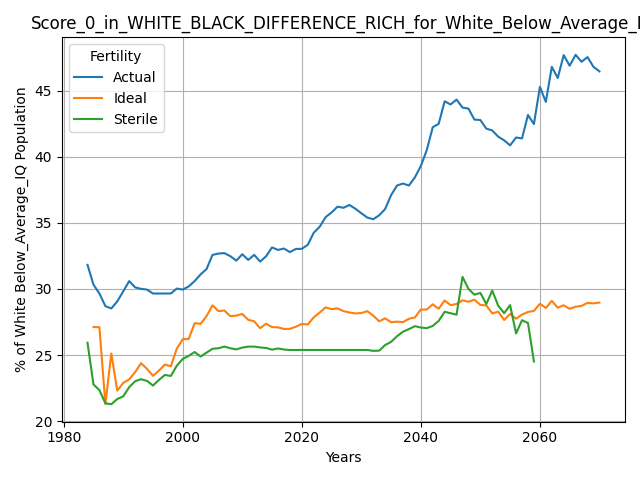 Score_0_in_WHITE_BLACK_DIFFERENCE_RICH_for_White_Below_Average_I
Fertility
Actual
Ideal
Sterile
% of White Below_Average_IQ Population
45
40
35
30
25
20
1980 2000 2020 2040 2060
Years